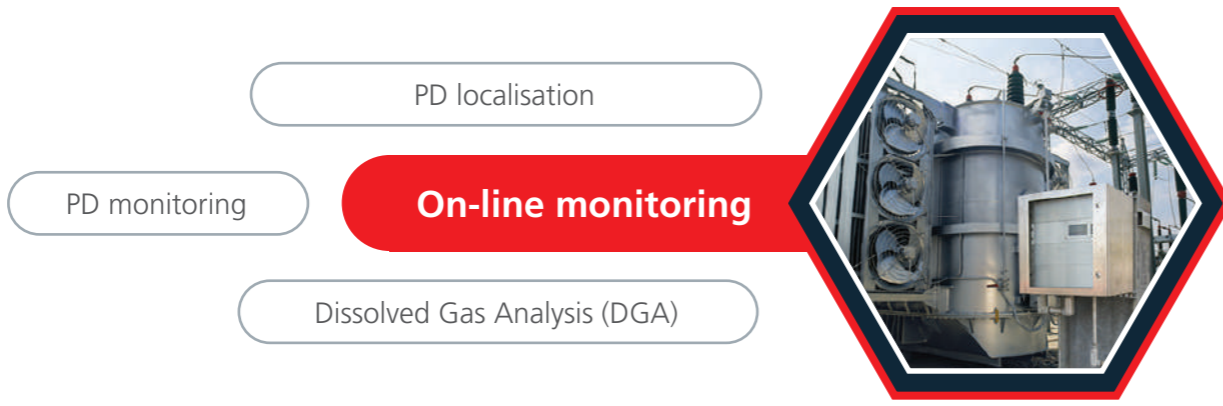 PD localisation
PD monitoring
On-line monitoring
Dissolved Gas Analysis (DGA)